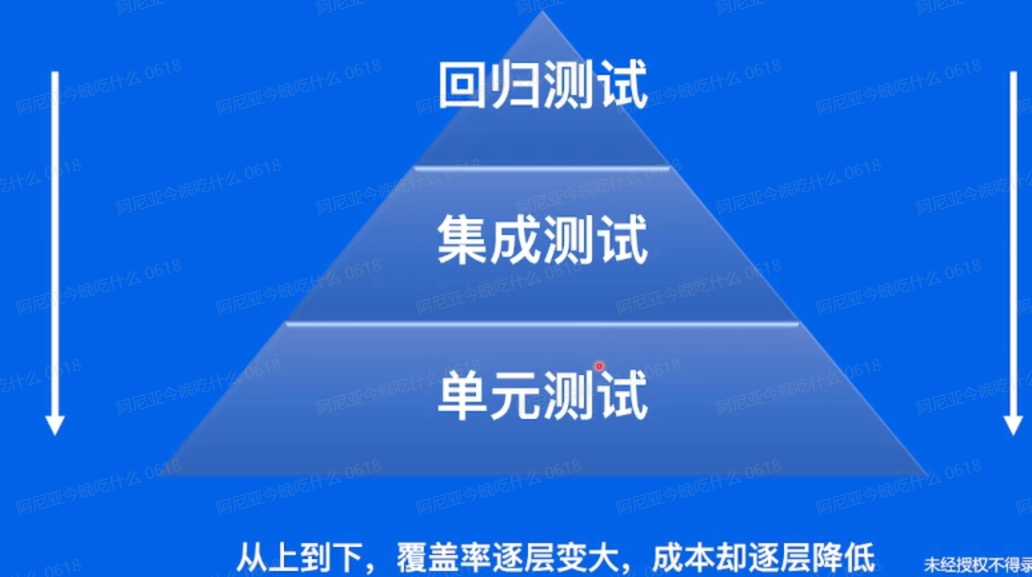 回归测试
集成测试
单元测试
从上到下，覆盖率逐层变大，成本却逐层降低
未经授权不得录
阿尼亚今晚吃什么 0618